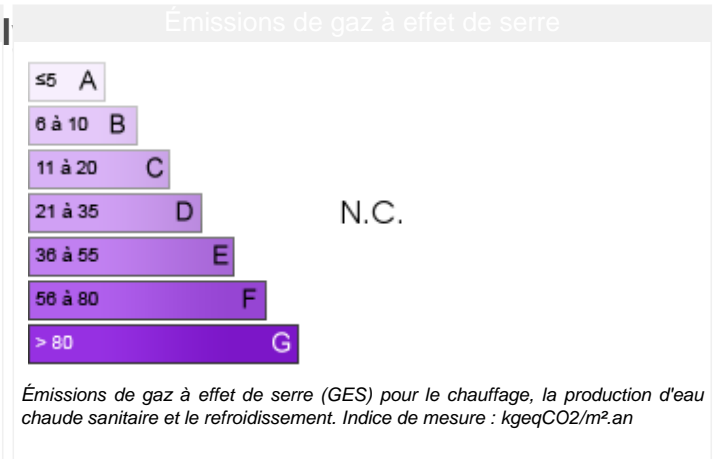 Émissions de gaz à effet de serre
≤5 A
6 à 10 B
11 à 20 C
21 à 35 D
N.C.
36 à 55 E
56 à 80 F
> 80 G
Émissions de gaz à effet de serre (GES) pour le chauffage, la production d'eau
chaude sanitaire et le refroidissement. Indice de mesure : kgeqCO2/m².an